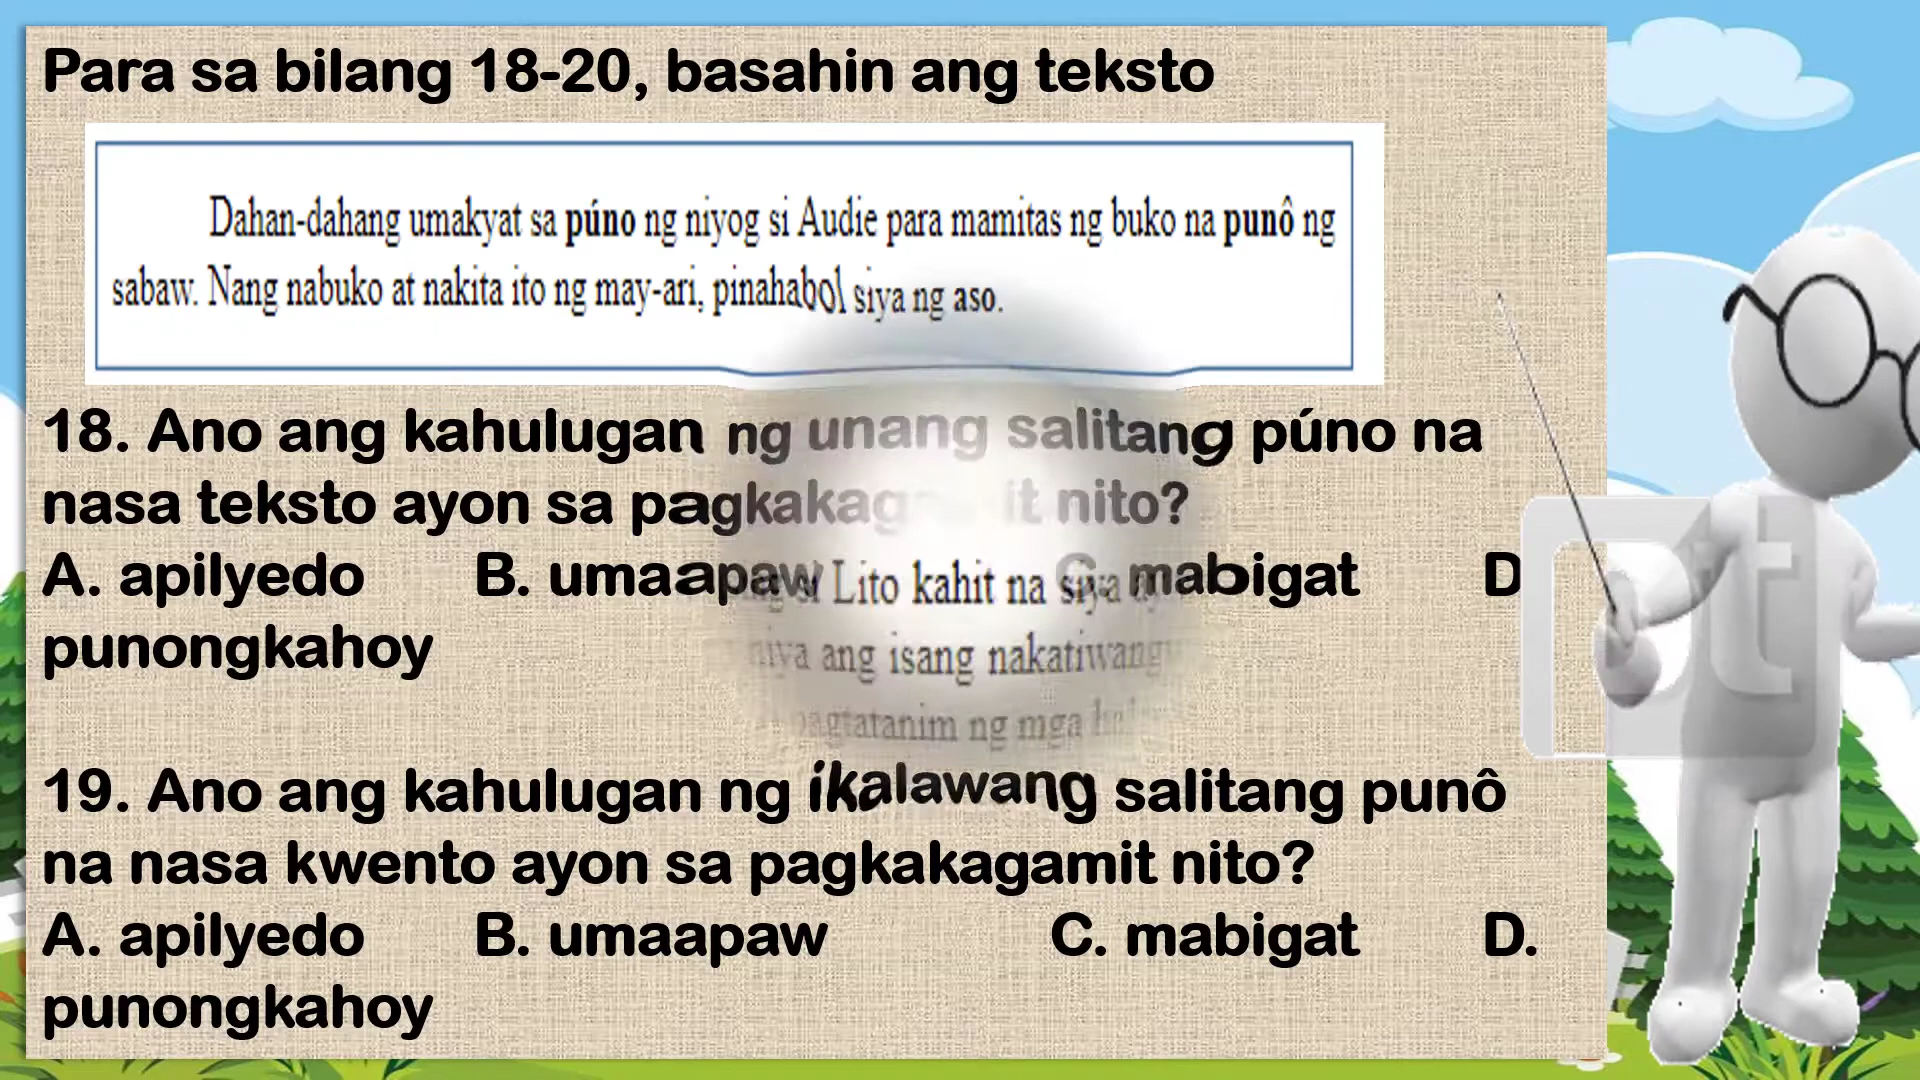 Para sa bilang 18-20, basahin ang teksto
Dahan-dahang umakyat sa púno ng niyog si Audie para mamitas ng buko na punô ng
sabaw. Nang nabuko at nakita ito ng may-ari, pinahabol siya ng aso.
18. Ano ang kahulugan ng unang salitang púno na
nasa teksto ayon sa it nito?
A. apilyedo B. umaapaw C. mabigat D
punongkahoy
Lito kahit na siya
niya ang isang
pagtatanim ng mga
19. Ano ang kahulugan ng ikalawang salitang punô
na nasa kwento ayon sa pagkakagamit nito?
A. apilyedo B. umaapaw C. mabigat D.
punongkahoy